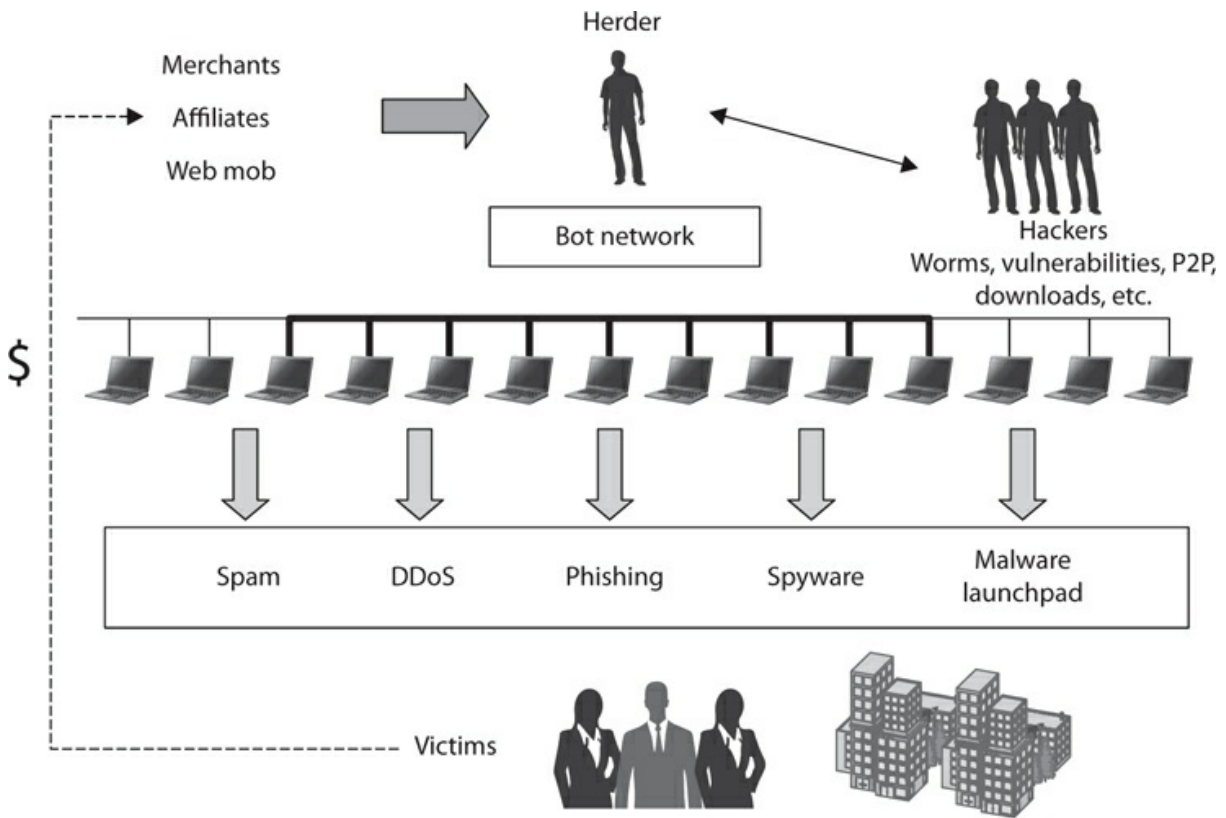 Herder
Merchants
Affiliates
Web mob
Bot network
Hackers
Worms, vulnerabilities, P2P,
downloads, etc.
$
Spam
DDoS
Phishing
Spyware
Malware
launchpad
Victims